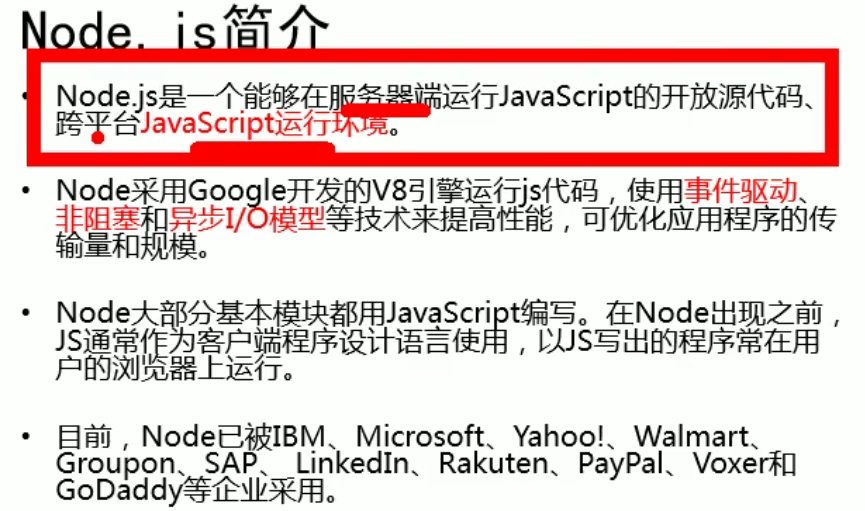 Node.js简介
• Node.js是一个能够在服务器端运行JavaScript的开放源代码、
跨平台JavaScript运行环境。
• Node采用Google开发的V8引擎运行js代码，使用事件驱动、
非阻塞和异步I/O模型等技术来提高性能，可优化应用程序的传
输量和规模。
• Node大部分基本模块都用JavaScript编写。在Node出现之前，
JS通常作为客户端程序设计语言使用，以JS写出的程序常在用
户的浏览器上运行。
• 目前，Node已被IBM、Microsoft、Yahoo!、Walmart、
Groupon、SAP、 LinkedIn、Rakuten、PayPal、Voxer和
GoDaddy等企业采用。